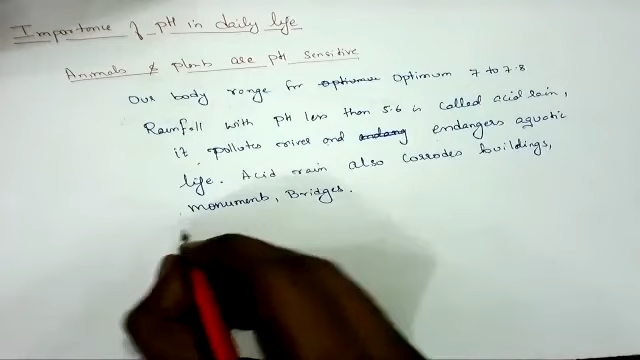 Importance of pH in daily life
Animals & plants are pH sensitive
Our body range for optimum 7 to 7.8
Rainfall with pH less than 5.6 is called acid rain,
it pollutes river and endangers aquatic
life. Acid rain also corrodes buildings,
monuments, Bridges.